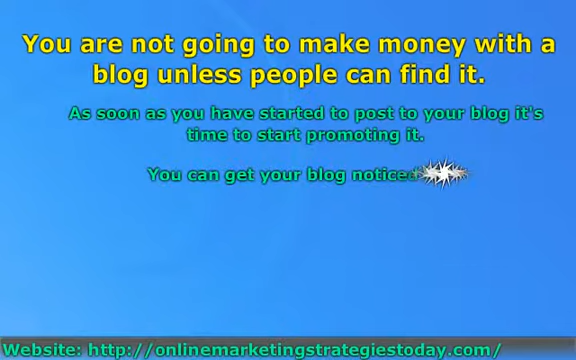 You are not going to make money with a
blog unless people can find it.
As soon as you have started to post to your blog it's
time to start promoting it.
You can get your blog noticed
Website: http://onlinemarketingstrategiestoday.com/